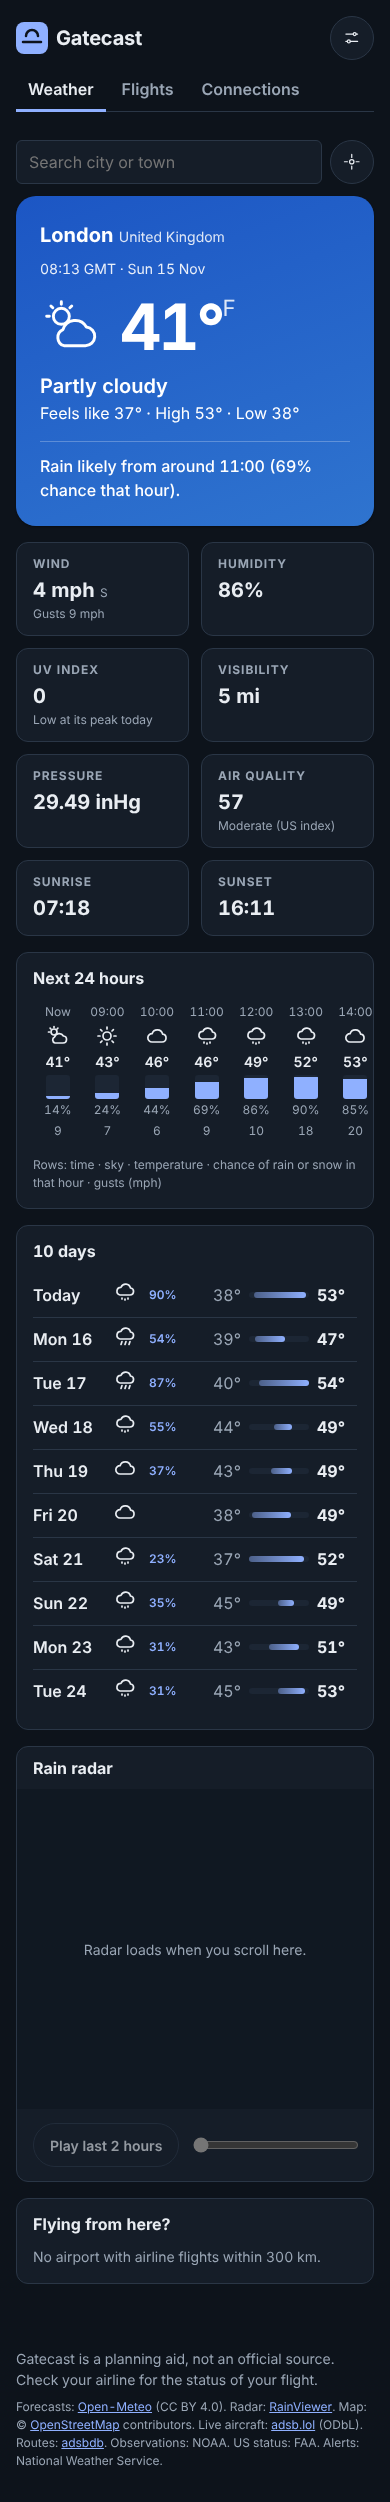 Gatecast
Weather Flights Connections
Search city or town
London United Kingdom
08:13 GMT · Sun 15 Nov
41°F
Partly cloudy
Feels like 37° · High 53° · Low 38°
Rain likely from around 11:00 (69%
chance that hour).
WIND
4 mph S
Gusts 9 mph
HUMIDITY
86%
UV INDEX
0
Low at its peak today
VISIBILITY
5 mi
PRESSURE
29.49 inHg
AIR QUALITY
57
Moderate (US index)
SUNRISE
07:18
SUNSET
16:11
Next 24 hours
Now 09:00 10:00 11:00 12:00 13:00 14:00
41° 43° 46° 46° 49° 52° 53°
14% 24% 44% 69% 86% 90% 85%
9 7 6 9 10 18 20
Rows: time · sky · temperature · chance of rain or snow in
that hour · gusts (mph)
10 days
Today 90% 38° 53°
Mon 16 54% 39° 47°
Tue 17 87% 40° 54°
Wed 18 55% 44° 49°
Thu 19 37% 43° 49°
Fri 20 38° 49°
Sat 21 23% 37° 52°
Sun 22 35% 45° 49°
Mon 23 31% 43° 51°
Tue 24 31% 45° 53°
Rain radar
Radar loads when you scroll here.
Play last 2 hours
Flying from here?
No airport with airline flights within 300 km.
Gatecast is a planning aid, not an official source.
Check your airline for the status of your flight.
Forecasts: Open-Meteo (CC BY 4.0). Radar: RainViewer. Map:
© OpenStreetMap contributors. Live aircraft: adsb.lol (ODbL).
Routes: adsbdb. Observations: NOAA. US status: FAA. Alerts:
National Weather Service.